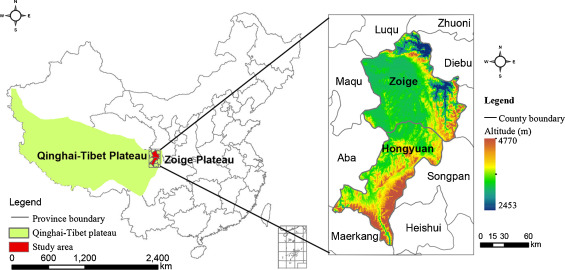 N
W E
S
Qinghai-Tibet Plateau
Zoige Plateau
Legend
Province boundary
Qinghai-Tibet plateau
Study area
0 600 1,200 1,800 2,400
km
Luqu
Zhuoni
Diebu
Maqu
Zoige
Hongyuan
Aba
Songpan
Maerkang
Heishui
N
W E
S
Legend
County boundary
Altitude (m)
4770
2453
0 15 30 60
km